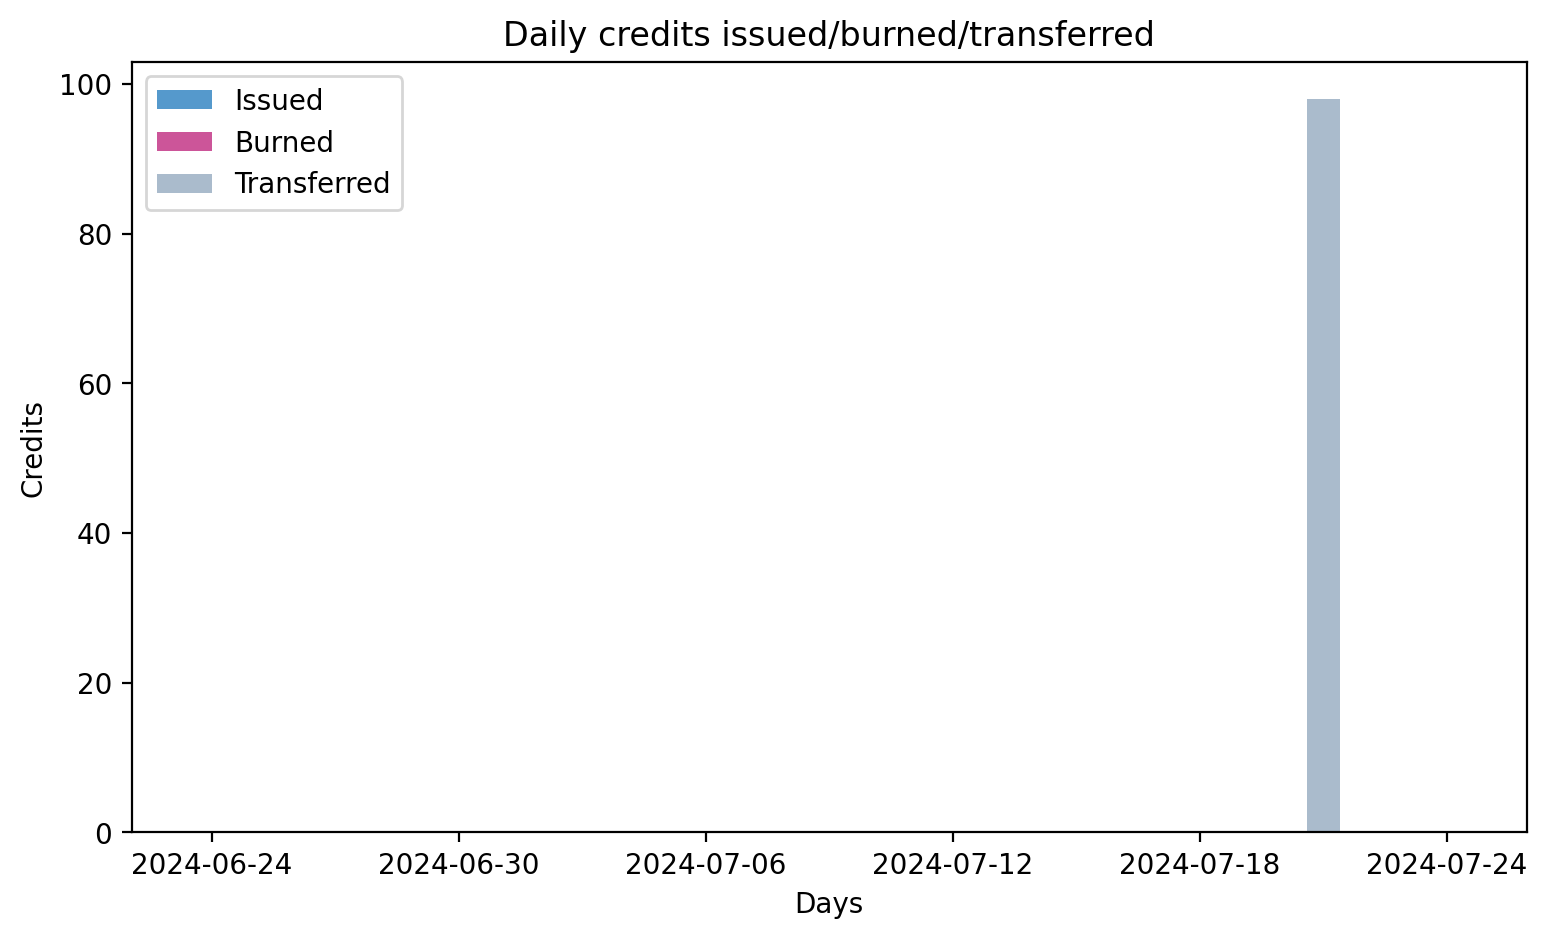 Daily credits issued/burned/transferred
100
80
60
40
20
0
Credits
Issued
Burned
Transferred
2024-06-24 2024-06-30 2024-07-06 2024-07-12 2024-07-18 2024-07-24
Days